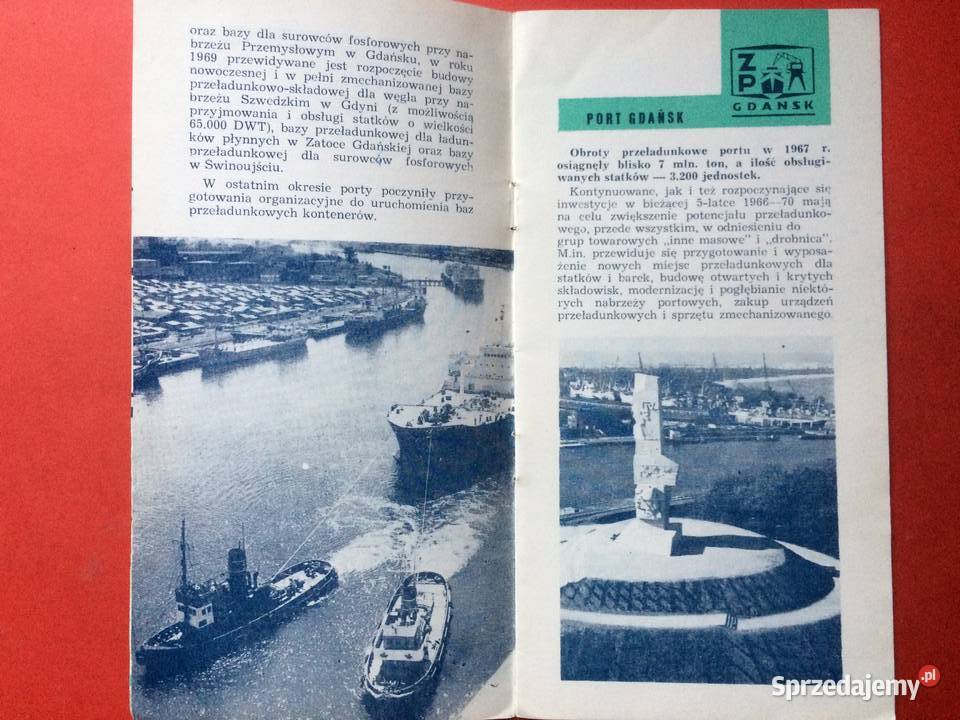 oraz bazy dla surowców fosforowych przy na-
brzeżu Przemysłowym w Gdańsku, w roku
1969 przewidywane jest rozpoczęcie budowy
nowoczesnej i w pełni zmechanizowanej bazy
przeładunkowo-składowej dla węgla przy na-
brzeżu Szwedzkim w Gdyni (z możliwością
przyjmowania i obsługi statków o wielkości
65.000 DWT), bazy przeładunkowej dla ładun-
ków płynnych w Zatoce Gdańskiej oraz bazy
przeładunkowej dla surowców fosforowych
w Świnoujściu.
W ostatnim okresie porty poczyniły przy-
gotowania organizacyjne do uruchomienia baz
przeładunkowych kontenerów.
ZP
GDAŃSK
PORT GDAŃSK
Obroty przeładunkowe portu w 1967 r.
osiągnęły blisko 7 mln. ton, a ilość obsługi-
wanych statków — 3.200 jednostek.
Kontynuowane, jak i też rozpoczynające się
inwestycje w bieżącej 5-latce 1966—70 mają
na celu zwiększenie potencjału przeładunko-
wego, przede wszystkim, w odniesieniu do
grup towarowych „inne masowe" i „drobnica".
M.in. przewiduje się przygotowanie i wyposa-
żenie nowych miejsc przeładunkowych dla
statków i barek, budowę otwartych i krytych
składowisk, modernizację i pogłębianie niektó-
rych nabrzeży portowych, zakup urządzeń
przeładunkowych i sprzętu zmechanizowanego
Sprzedajemy.pl